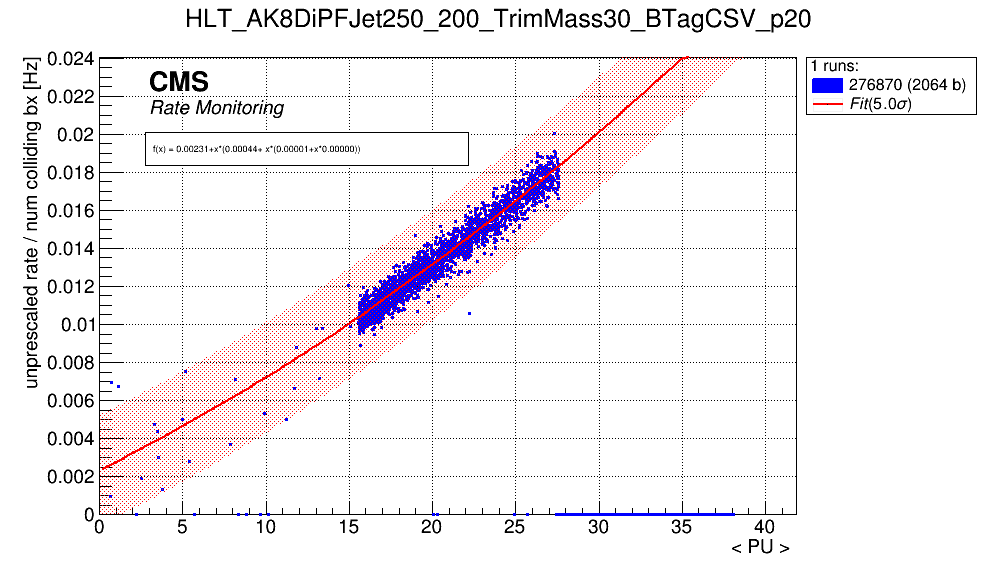 HLT_AK8DiPFJet250_200_TrimMass30_BTagCSV_p20
unprescaled rate / num colliding bx [Hz]
0.024
0.022
0.02
0.018
0.016
0.014
0.012
0.01
0.008
0.006
0.004
0.002
0
CMS
Rate Monitoring
f(x) = 0.00231+x*(0.00044+ x*(0.00001+x*0.00000))
1 runs:
276870 (2064 b)
Fit(5.0σ)
0 5 10 15 20 25 30 35 40
< PU >